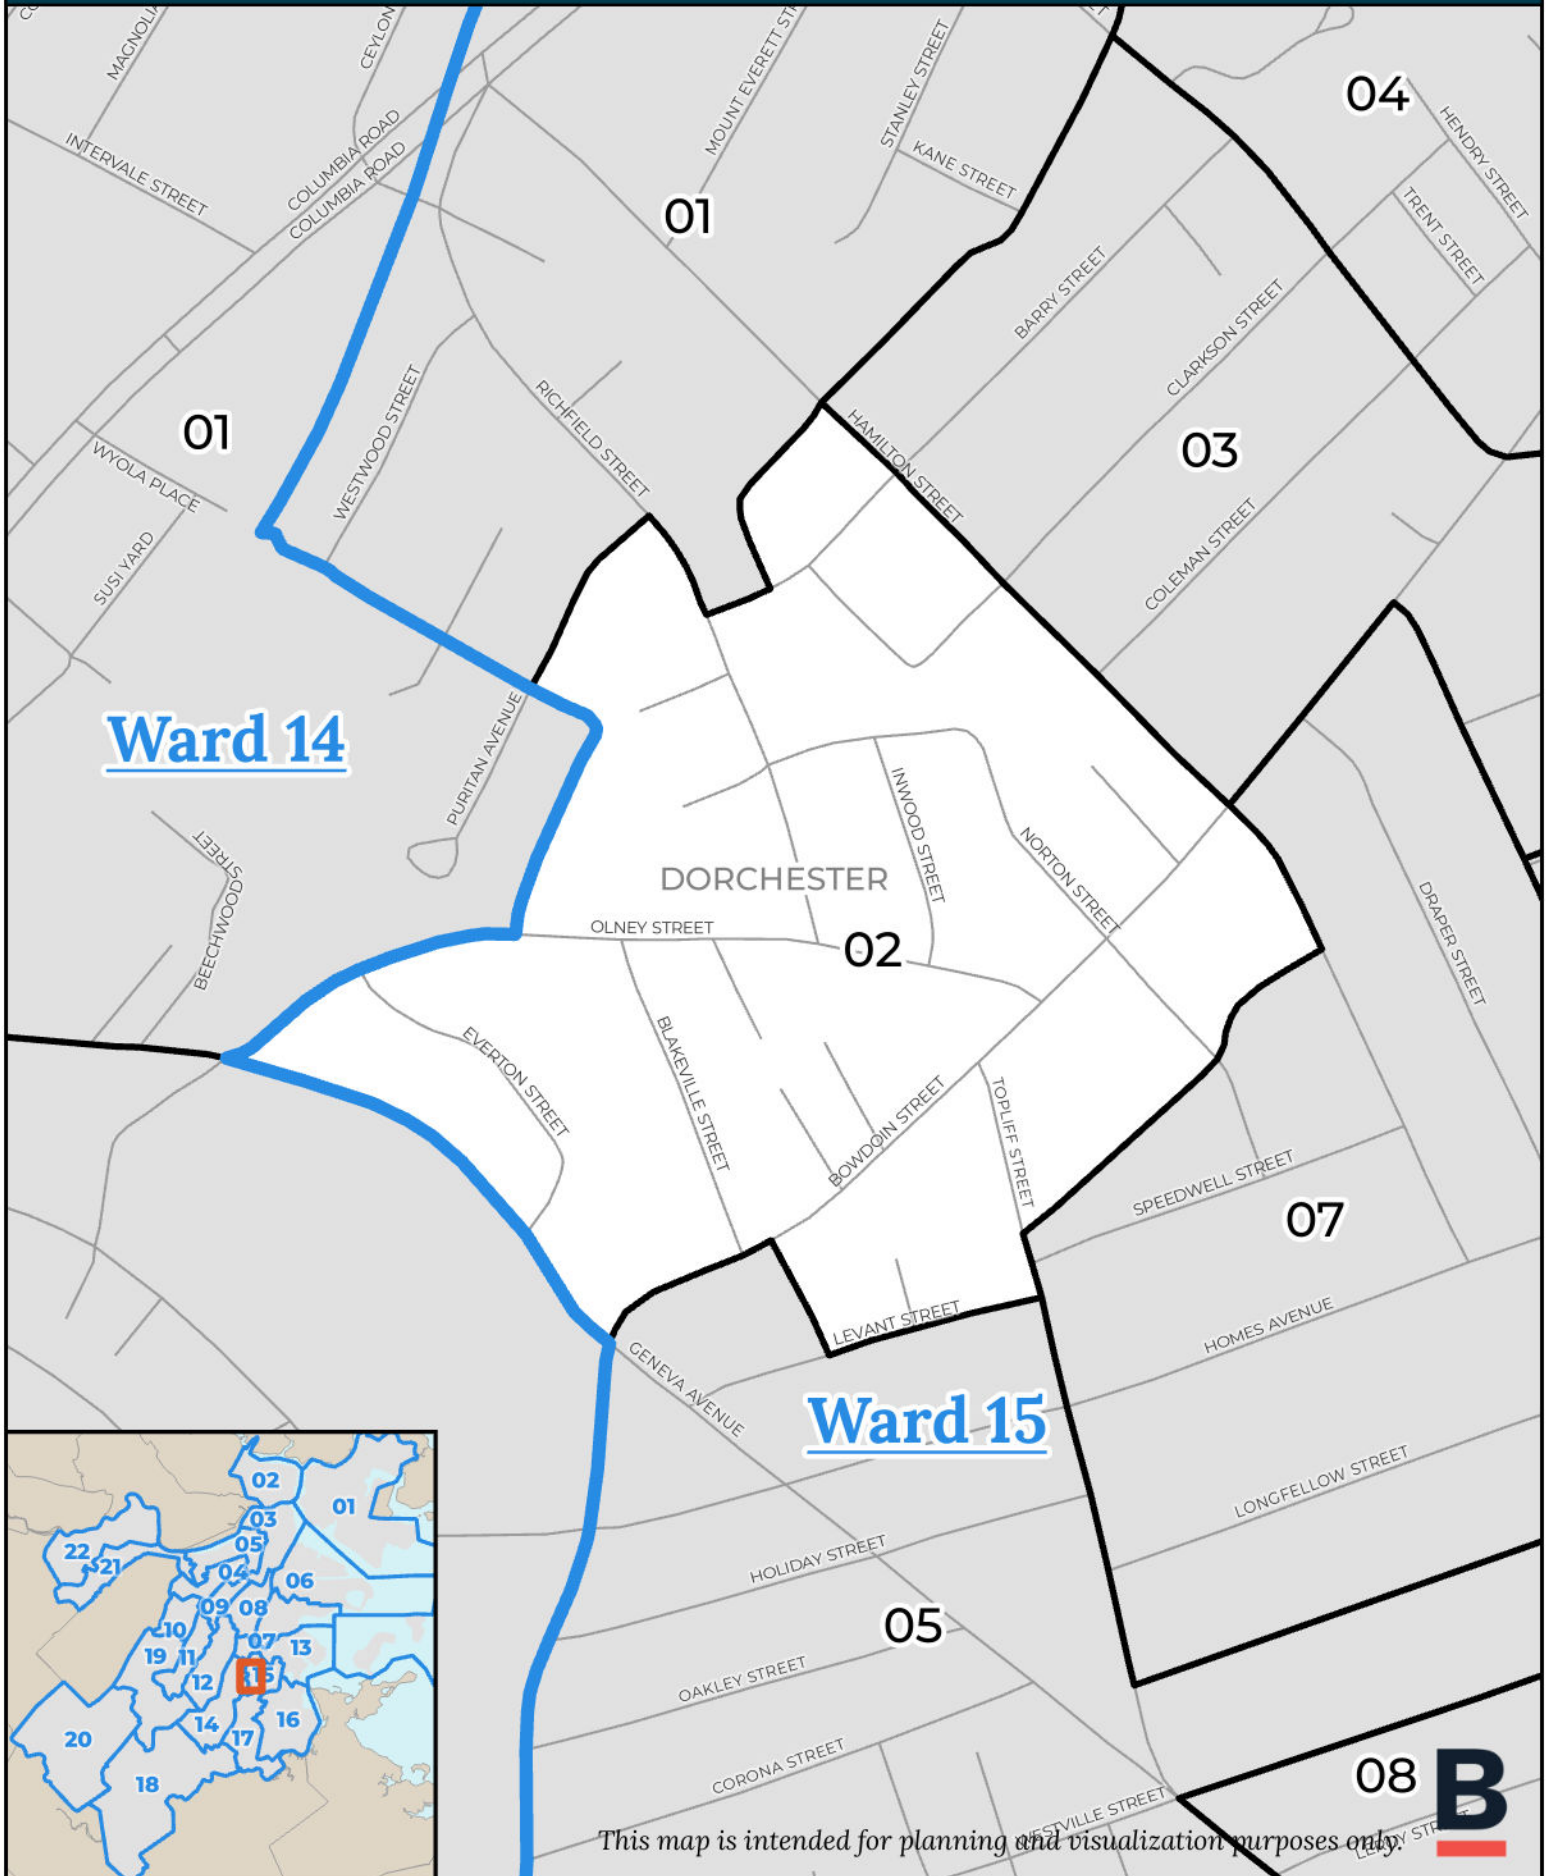 MAGNOLIA
CEYLON
MOUNT EVERETT STR
STANLEY STREET
04
HENDRY STREET
INTERVALE STREET
COLUMBIA ROAD
COLUMBIA ROAD
KANE STREET
01
TRENT STREET
BARRY STREET
CLARKSON STREET
01
WESTWOOD STREET
RICHFIELD STREET
HAMILTON STREET
03
WYOLA PLACE
SUSI YARD
COLEMAN STREET
Ward 14
PURITAN AVENUE
INWOOD STREET
BEECHWOOD STREET
DORCHESTER
NORTON STREET
DRAPER STREET
OLNEY STREET
02
EVERTON STREET
BLAKEVILLE STREET
BOWDOIN STREET
TOPLIFF STREET
SPEEDWELL STREET
07
LEVANT STREET
HOMES AVENUE
GENEVA AVENUE
Ward 15
LONGFELLOW STREET
HOLIDAY STREET
05
OAKLEY STREET
CORONA STREET
08
B
WESTVILLE STREET
This map is intended for planning and visualization purposes only.
02
01
03
05
22
21
04
06
09
08
10
07
13
19
11
12
15
14
16
17
20
18